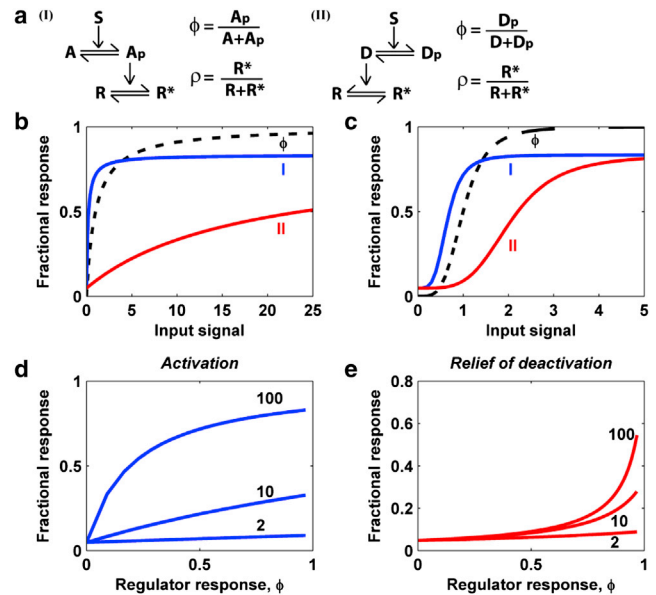 a (I) S A Ap R R*
ϕ = Ap / A+Ap
ρ = R* / R+R*
(II) S D Dp R R*
ϕ = Dp / D+Dp
ρ = R* / R+R*
b
Fractional response
1
0.5
0
ϕ
I
II
0 5 10 15 20 25
Input signal
c
Fractional response
1
0.5
0
ϕ
I
II
0 1 2 3 4 5
Input signal
d Activation
Fractional response
1
0.5
0
100
10
2
0 0.5 1
Regulator response, ϕ
e Relief of deactivation
Fractional response
0.8
0.6
0.4
0.2
0
100
10
2
0 0.5 1
Regulator response, ϕ